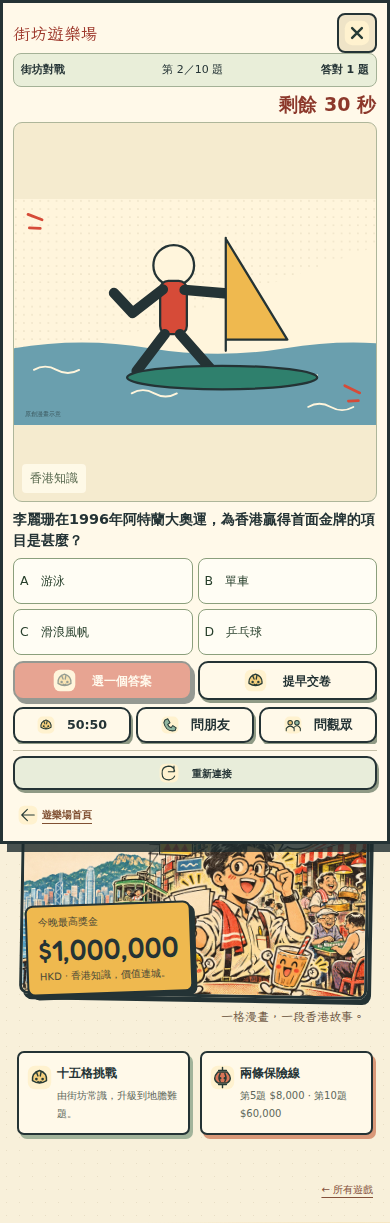 街坊遊樂場
街坊對戰 第 2／10 題 答對 1 題
剩餘 30 秒
原創漫畫示意
香港知識
李麗珊在1996年阿特蘭大奧運，為香港贏得首面金牌的項
目是甚麼？
A 游泳
B 單車
C 滑浪風帆
D 乒乓球
選一個答案
提早交卷
50:50
問朋友
問觀眾
重新連接
遊樂場首頁
今晚最高獎金
$1,000,000
HKD · 香港知識，價值連城。
一格漫畫，一段香港故事。
十五格挑戰
由街坊常識，升級到地膽難
題。
兩條保險線
第5題 $8,000 · 第10題
$60,000
← 所有遊戲